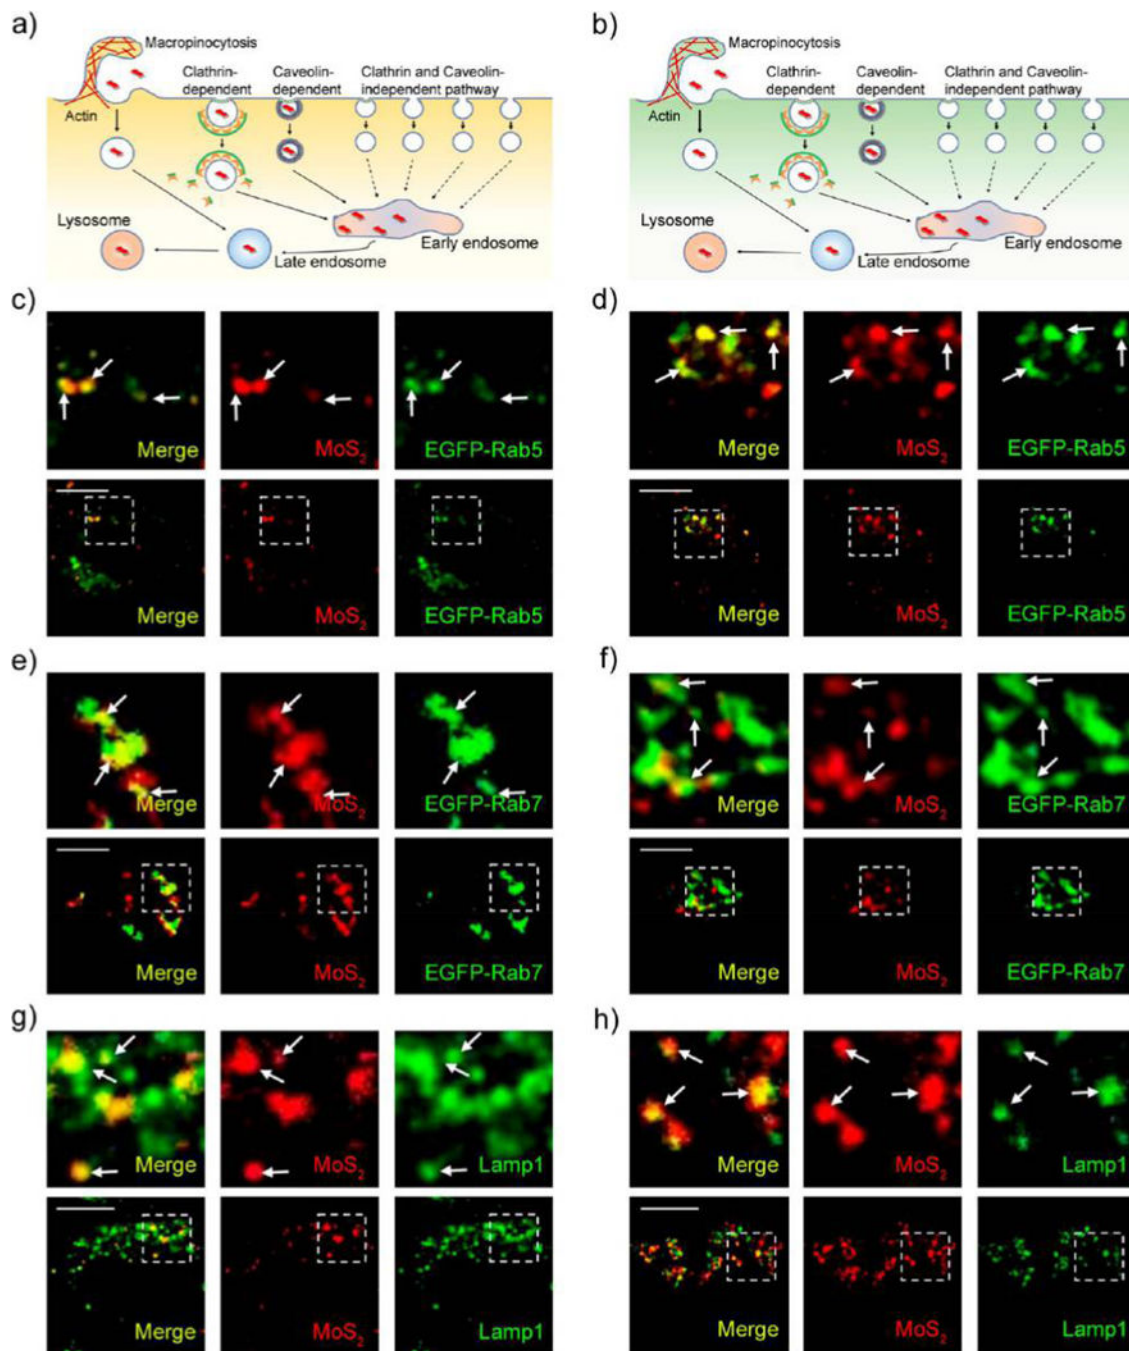 a)
Macropinocytosis
Clathrin-
dependent
Caveolin-
dependent
Clathrin and Caveolin-
independent pathway
Actin
Lysosome
Late endosome
Early endosome
b)
Macropinocytosis
Clathrin-
dependent
Caveolin-
dependent
Clathrin and Caveolin-
independent pathway
Actin
Lysosome
Late endosome
Early endosome
c)
Merge
MoS₂
EGFP-Rab5
Merge
MoS₂
EGFP-Rab5
d)
Merge
MoS₂
EGFP-Rab5
Merge
MoS₂
EGFP-Rab5
e)
Merge
MoS₂
EGFP-Rab7
Merge
MoS₂
EGFP-Rab7
f)
Merge
MoS₂
EGFP-Rab7
Merge
MoS₂
EGFP-Rab7
g)
Merge
MoS₂
Lamp1
Merge
MoS₂
Lamp1
h)
Merge
MoS₂
Lamp1
Merge
MoS₂
Lamp1